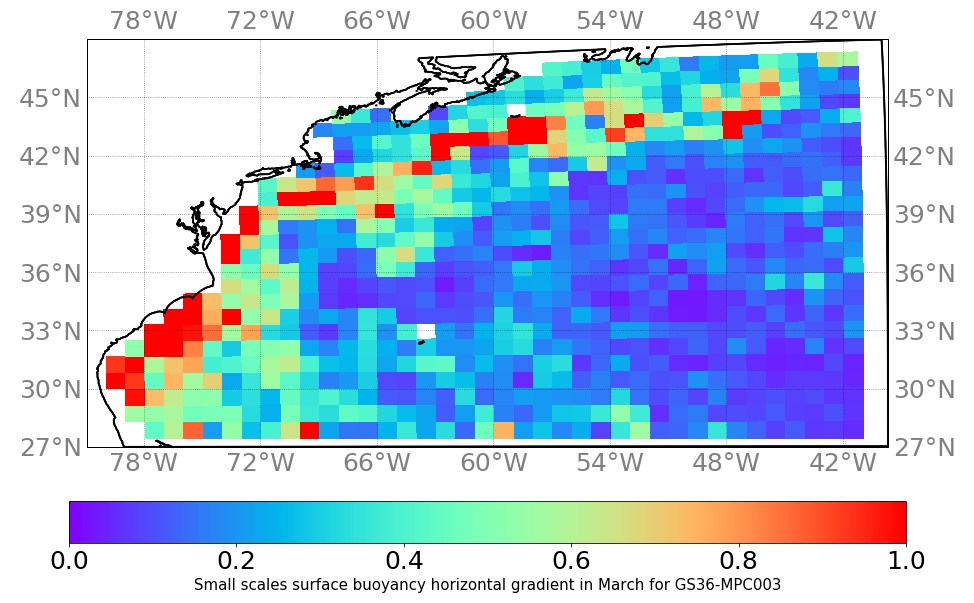 78°W 72°W 66°W 60°W 54°W 48°W 42°W
45°N 45°N
42°N 42°N
39°N 39°N
36°N 36°N
33°N 33°N
30°N 30°N
27°N 27°N
78°W 72°W 66°W 60°W 54°W 48°W 42°W
0.0 0.2 0.4 0.6 0.8 1.0
Small scales surface buoyancy horizontal gradient in March for GS36-MPC003